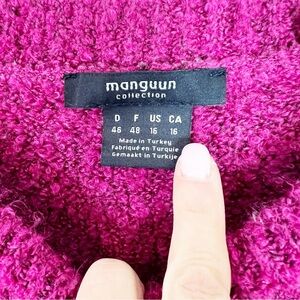 manguun
collection
D F US CA
46 48 16 16
Made in Turkey
Fabriqué en Turquie
Gemaakt in Turkije